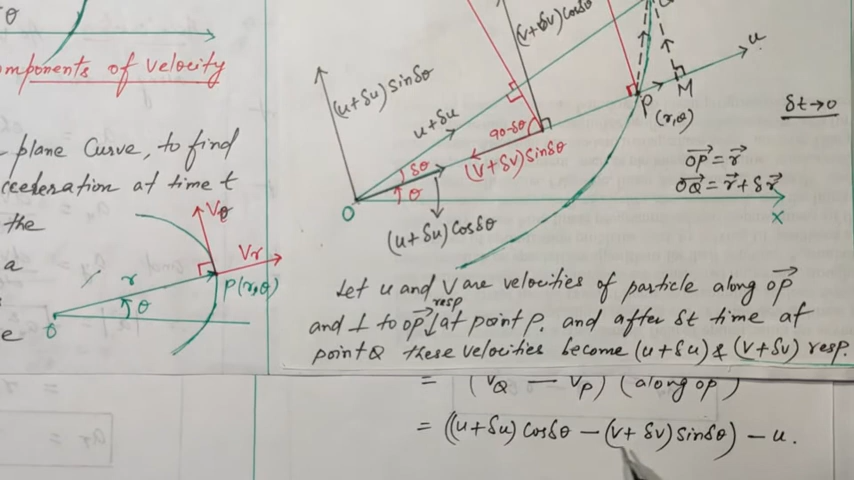 θ
omponents of velocity
plane Curve, to find
cceleration at time t
the
a
e
Vθ
Vr
r
θ
P(r,θ)
O
(u+δu)sinδθ
(v+δv)cosδθ
u
M
P
(r,θ)
δt→0
u+δu
90-δθ
δθ
(v+δv)sinδθ
θ
O
(u+δu)cosδθ
OP⃗ = r⃗
OQ⃗ = r⃗+δr⃗
X
Let u and v are velocities of particle along OP⃗
and ⊥ to OP⃗ resp at point P. and after δt time at
point Q these velocities become (u+δu) & (v+δv) resp.
= (VQ — VP) (along OP)
= ((u+δu) cosδθ – (v+δv) sinδθ) – u.